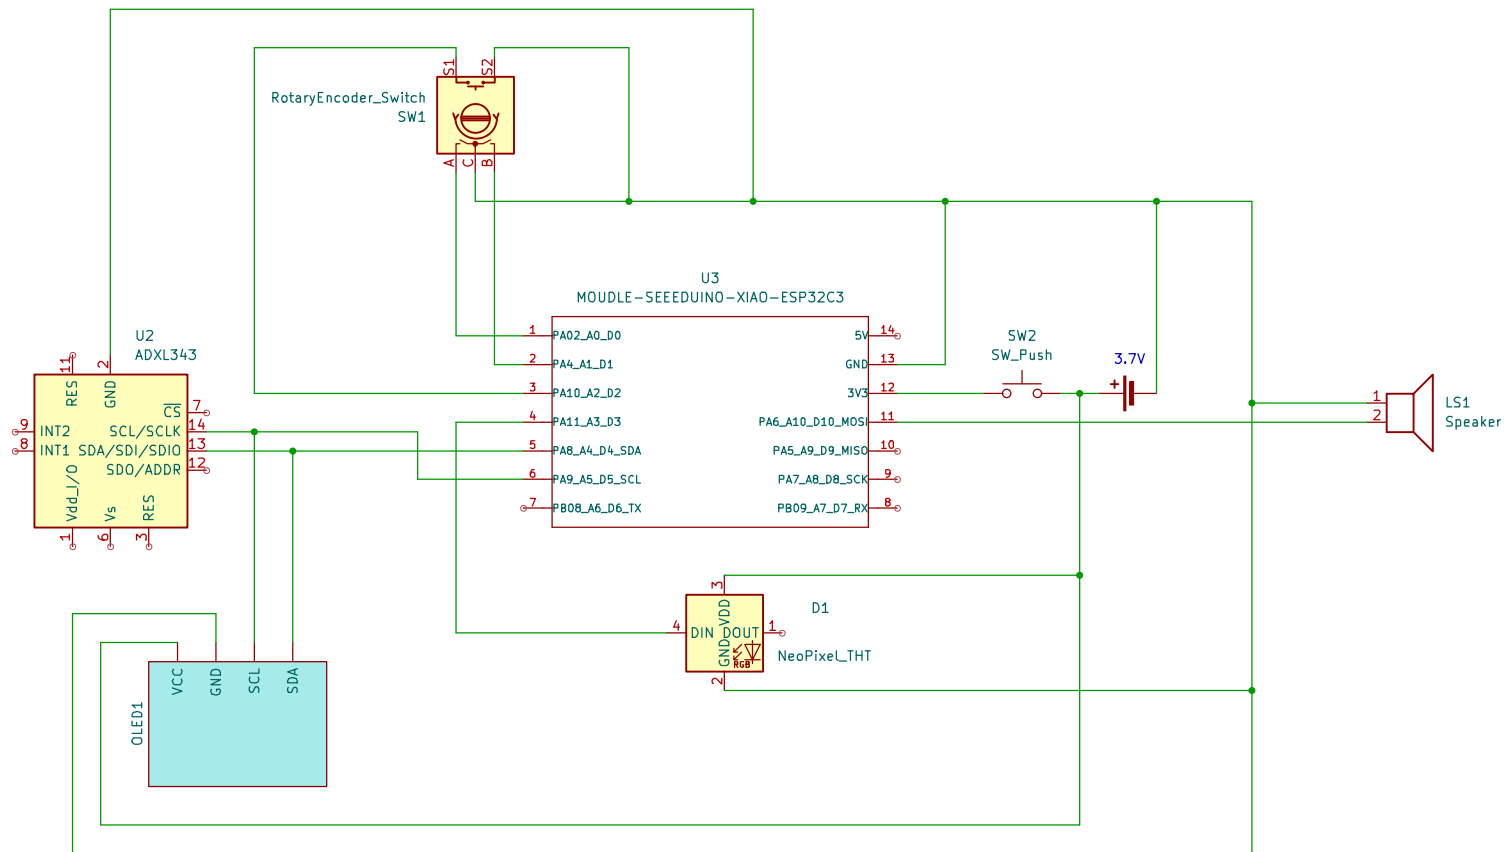 S1
S2
RotaryEncoder_Switch
SW1
A
C
B
U3
MOUDLE-SEEEDUINO-XIAO-ESP32C3
1
PA02_A0_D0
2
PA4_A1_D1
3
PA10_A2_D2
4
PA11_A3_D3
5
PA8_A4_D4_SDA
6
PA9_A5_D5_SCL
7
PB08_A6_D6_TX
5V
14
GND
13
3V3
12
PA6_A10_D10_MOSI
11
PA5_A9_D9_MISO
10
PA7_A8_D8_SCK
9
PB09_A7_D7_RX
8
SW2
SW_Push
3.7V
+
1
2
LS1
Speaker
U2
ADXL343
11
RES
2
GND
CS
7
9
INT2
SCL/SCLK
14
8
INT1
SDA/SDI/SDIO
13
SDO/ADDR
12
Vdd_I/O
1
Vs
6
RES
3
3
VDD
D1
4
DIN
DOUT
1
GND
RGB
2
NeoPixel_THT
VCC
GND
SCL
SDA
OLED1